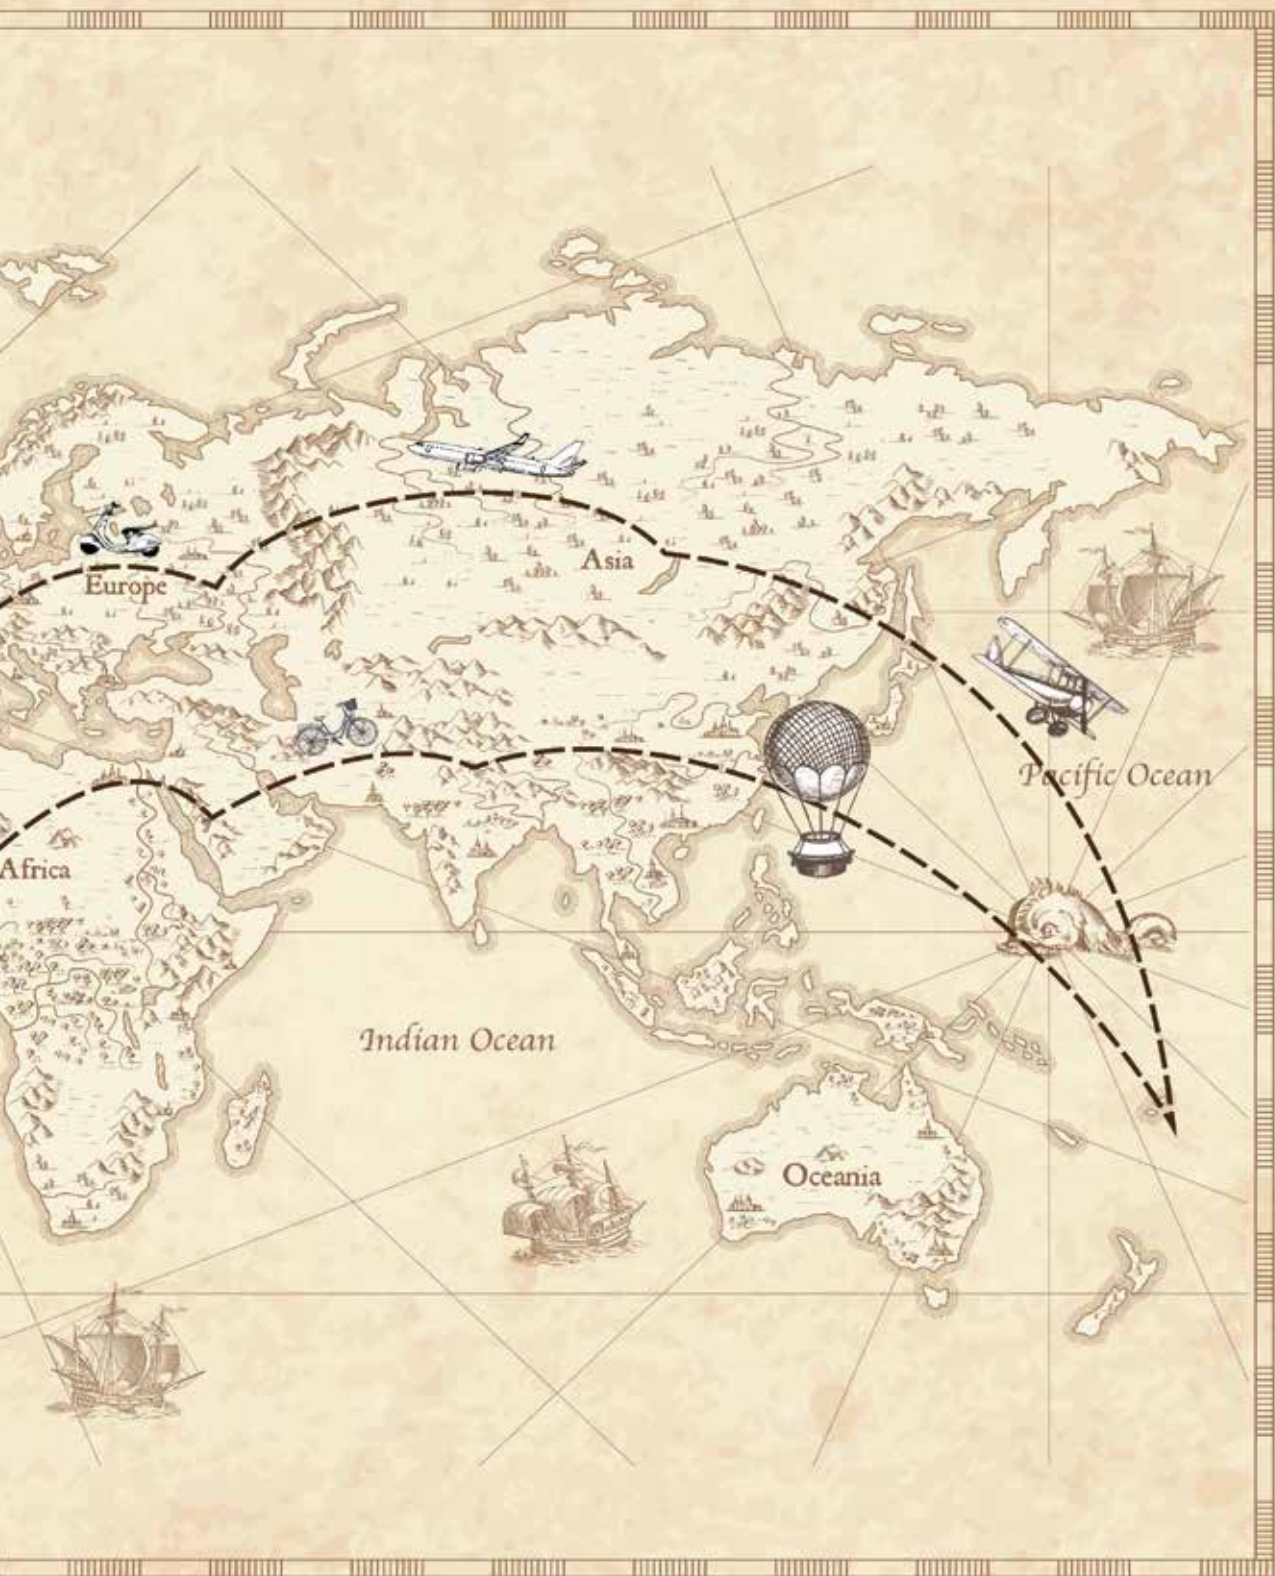 Asia
Europe
Pacific Ocean
Africa
Indian Ocean
Oceania